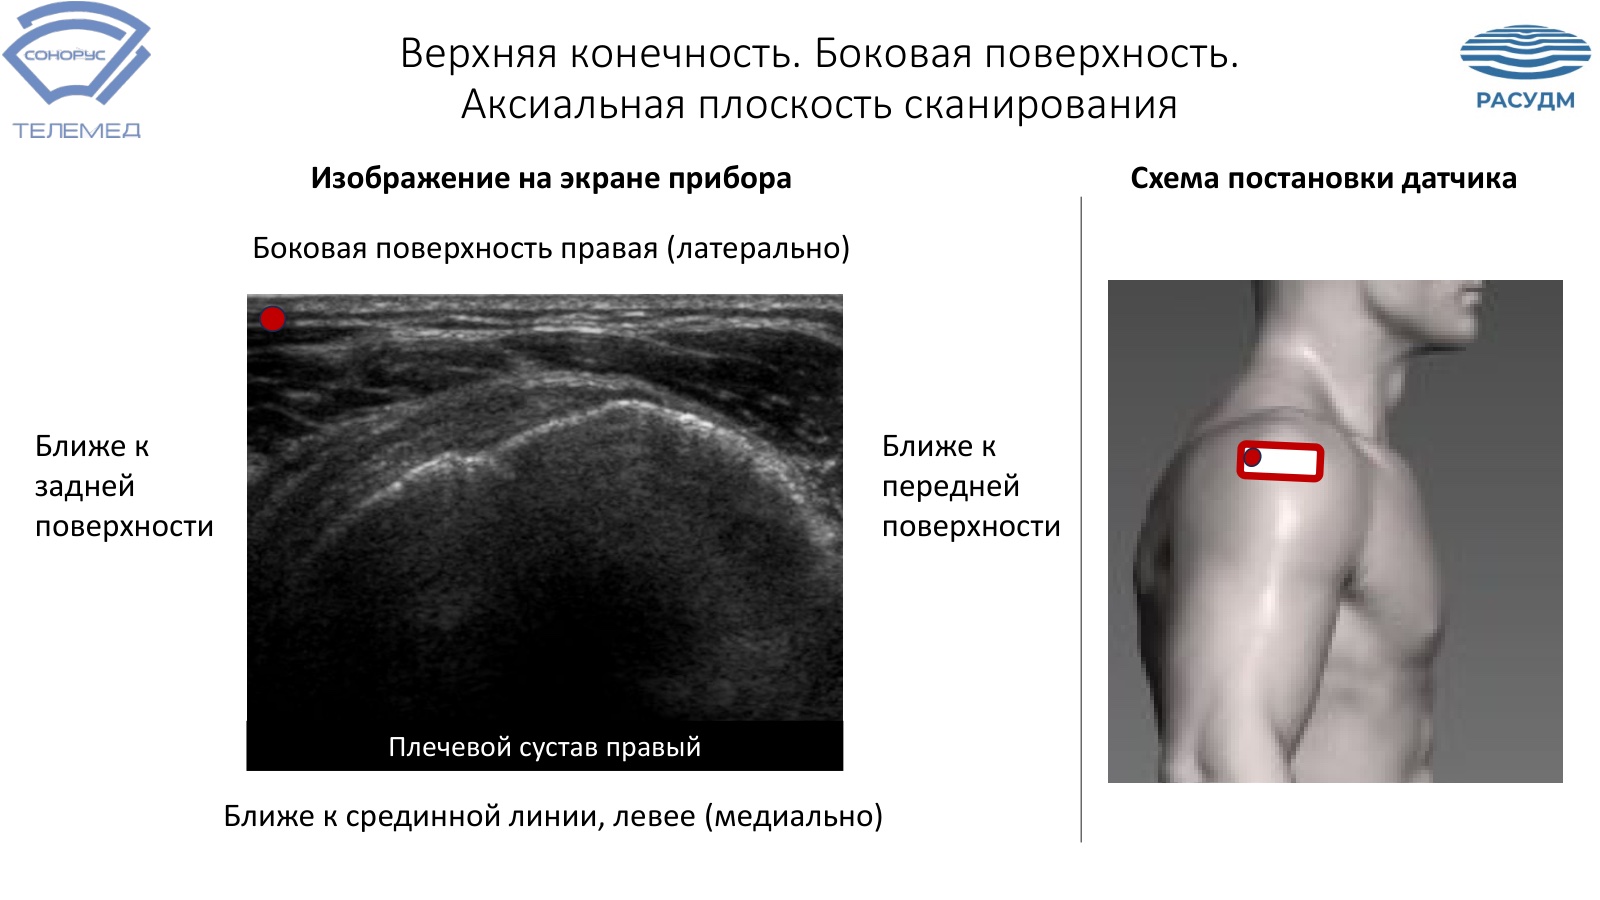 СОНОРУС
ТЕЛЕМЕД
Верхняя конечность. Боковая поверхность.
Аксиальная плоскость сканирования
РАСУДМ
Изображение на экране прибора
Схема постановки датчика
Боковая поверхность правая (латерально)
Ближе к
задней
поверхности
Ближе к
передней
поверхности
Плечевой сустав правый
Ближе к срединной линии, левее (медиально)